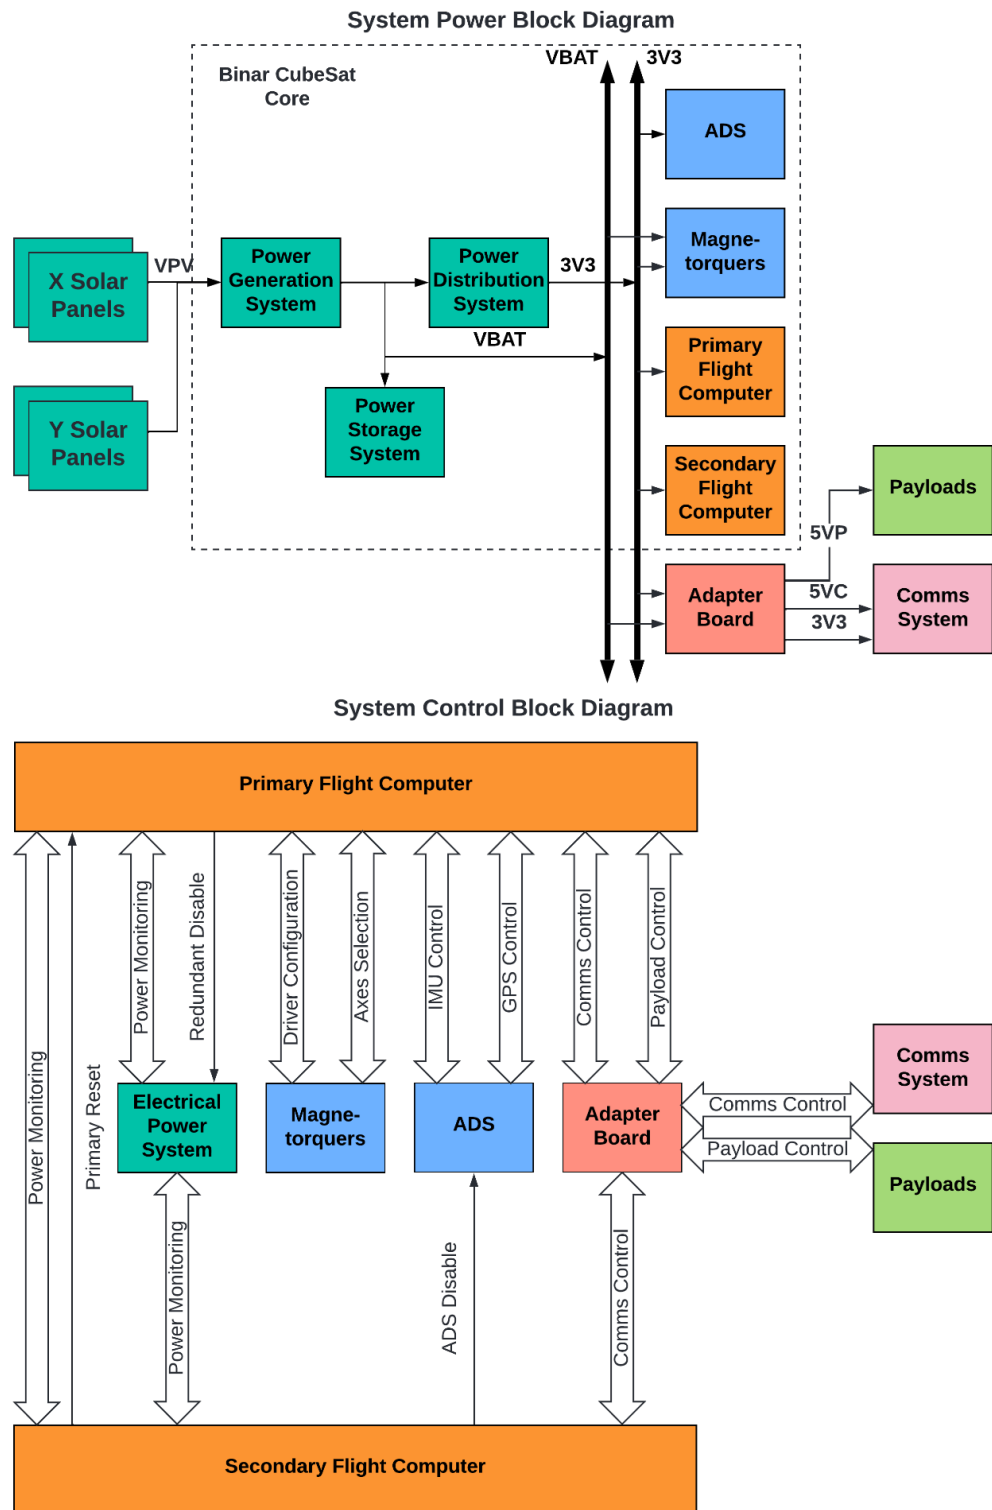 System Power Block Diagram
VBAT
3V3
Binar CubeSat
Core
ADS
Magne-
torquers
X Solar
Panels
VPV
Power
Generation
System
Power
Distribution
System
3V3
VBAT
Primary
Flight
Computer
Y Solar
Panels
Power
Storage
System
Secondary
Flight
Computer
Payloads
5VP
Adapter
Board
5VC
3V3
Comms
System
System Control Block Diagram
Primary Flight Computer
Power Monitoring
Primary Reset
Power Monitoring
Redundant Disable
Driver Configuration
Axes Selection
IMU Control
GPS Control
Comms Control
Payload Control
Electrical
Power
System
Magne-
torquers
ADS
Adapter
Board
Comms Control
Payload Control
Comms
System
Payloads
Power Monitoring
ADS Disable
Comms Control
Secondary Flight Computer